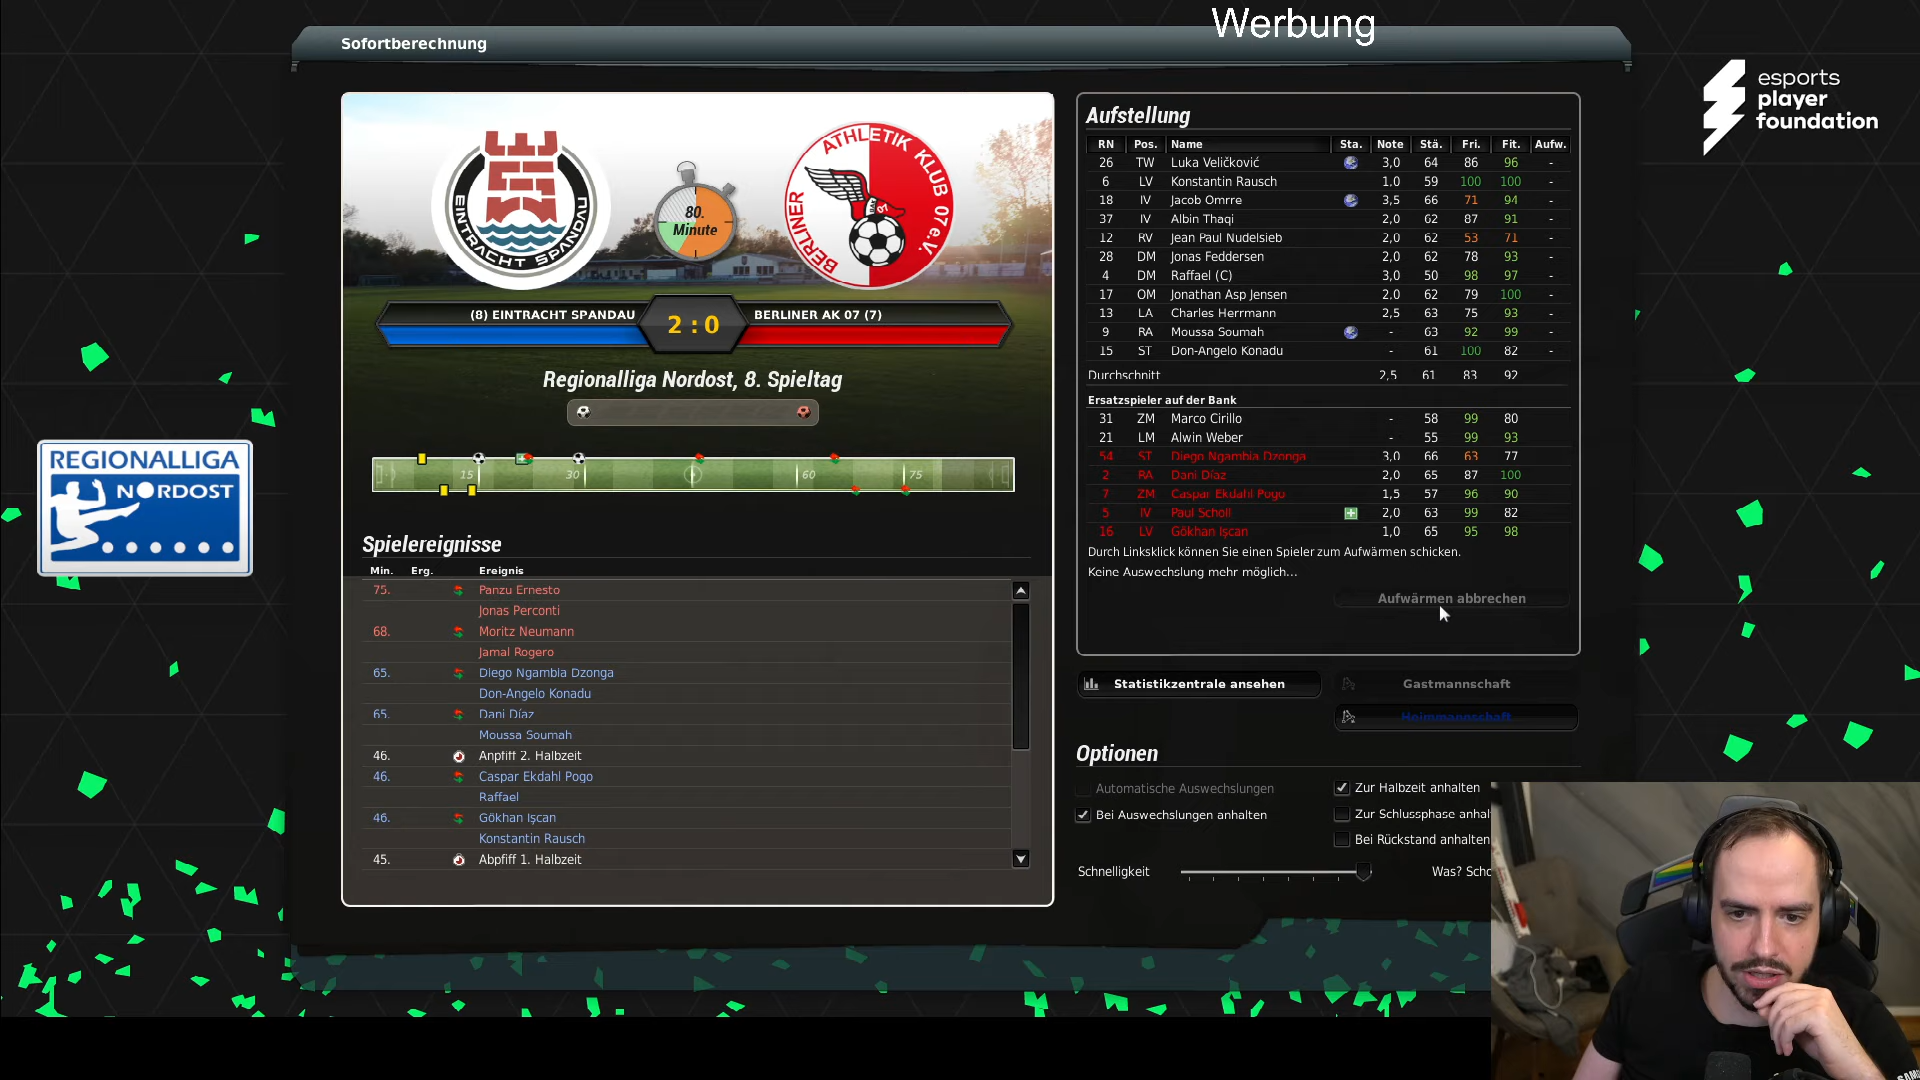 Werbung
Sofortberechnung
esports
player
foundation
EINTRACHT SPANDAU
80.
Minute
BERLINER ATHLETIK KLUB 07 e.V.
(8) EINTRACHT SPANDAU
2 : 0
BERLINER AK 07 (7)
Regionalliga Nordost, 8. Spieltag
15 30 60 75
REGIONALLIGA
NORDOST
Spielereignisse
Min. Erg. Ereignis
75. Panzu Ernesto
Jonas Perconti
68. Moritz Neumann
Jamal Rogero
65. Diego Ngambia Dzonga
Don-Angelo Konadu
65. Dani Díaz
Moussa Soumah
46. Anpfiff 2. Halbzeit
46. Caspar Ekdahl Pogo
Raffael
46. Gökhan Işcan
Konstantin Rausch
45. Abpfiff 1. Halbzeit
Aufstellung
RN Pos. Name Sta. Note Stä. Fri. Fit. Aufw.
26 TW Luka Veličković 3,0 64 86 96 -
6 LV Konstantin Rausch 1,0 59 100 100 -
18 IV Jacob Omrre 3,5 66 71 94 -
37 IV Albin Thaqi 2,0 62 87 91 -
12 RV Jean Paul Nudelsieb 2,0 62 53 71 -
28 DM Jonas Feddersen 2,0 62 78 93 -
4 DM Raffael (C) 3,0 50 98 97 -
17 OM Jonathan Asp Jensen 2,0 62 79 100 -
13 LA Charles Herrmann 2,5 63 75 93 -
9 RA Moussa Soumah - 63 92 99 -
15 ST Don-Angelo Konadu - 61 100 82 -
Durchschnitt 2,5 61 83 92
Ersatzspieler auf der Bank
31 ZM Marco Cirillo - 58 99 80
21 LM Alwin Weber - 55 99 93
54 ST Diego Ngambia Dzonga 3,0 66 63 77
2 RA Dani Díaz 2,0 65 87 100
7 ZM Caspar Ekdahl Pogo 1,5 57 96 90
5 IV Paul Scholl 2,0 63 99 82
16 LV Gökhan Işcan 1,0 65 95 98
Durch Linksklick können Sie einen Spieler zum Aufwärmen schicken.
Keine Auswechslung mehr möglich...
Aufwärmen abbrechen
Statistikzentrale ansehen
Gastmannschaft
Heimmannschaft
Optionen
Automatische Auswechslungen
Zur Halbzeit anhalten
Bei Auswechslungen anhalten
Zur Schlussphase anhal
Bei Rückstand anhalten
Schnelligkeit
Was? Scho